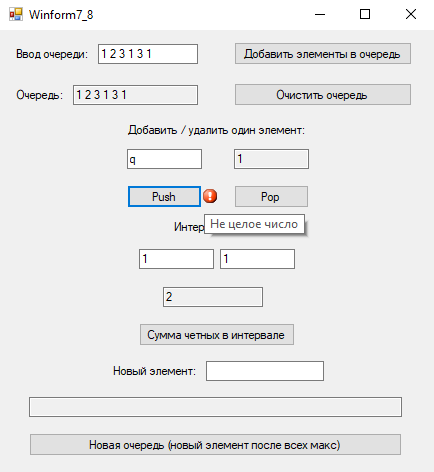 Winform7_8
Ввод очереди: 1 2 3 1 3 1 Добавить элементы в очередь
Очередь: 1 2 3 1 3 1 Очистить очередь
Добавить / удалить один элемент:
q 1
Push Pop
Не целое число
1 1
2
Сумма четных в интервале
Новый элемент:
Новая очередь (новый элемент после всех макс)